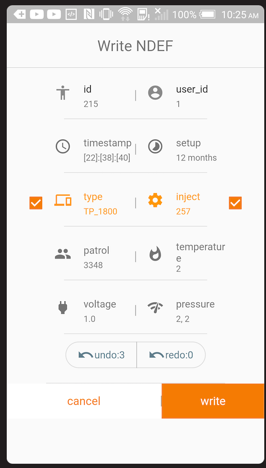 100% 10:25 AM
Write NDEF
id
215
user_id
1
timestamp
[22]:[38]:[40]
setup
12 months
type
TP_1800
inject
257
patrol
3348
temperatur
e
2
voltage
1.0
pressure
2, 2
undo:3
redo:0
cancel
write